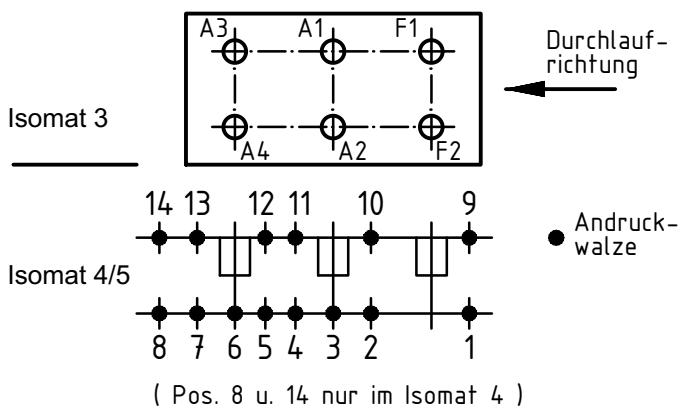 A3 A1 F1
Durchlauf-
richtung
Isomat 3
A4 A2 F2
14 13 12 11 10 9
Andruck-
walze
Isomat 4/5
8 7 6 5 4 3 2 1
( Pos. 8 u. 14 nur im Isomat 4 )